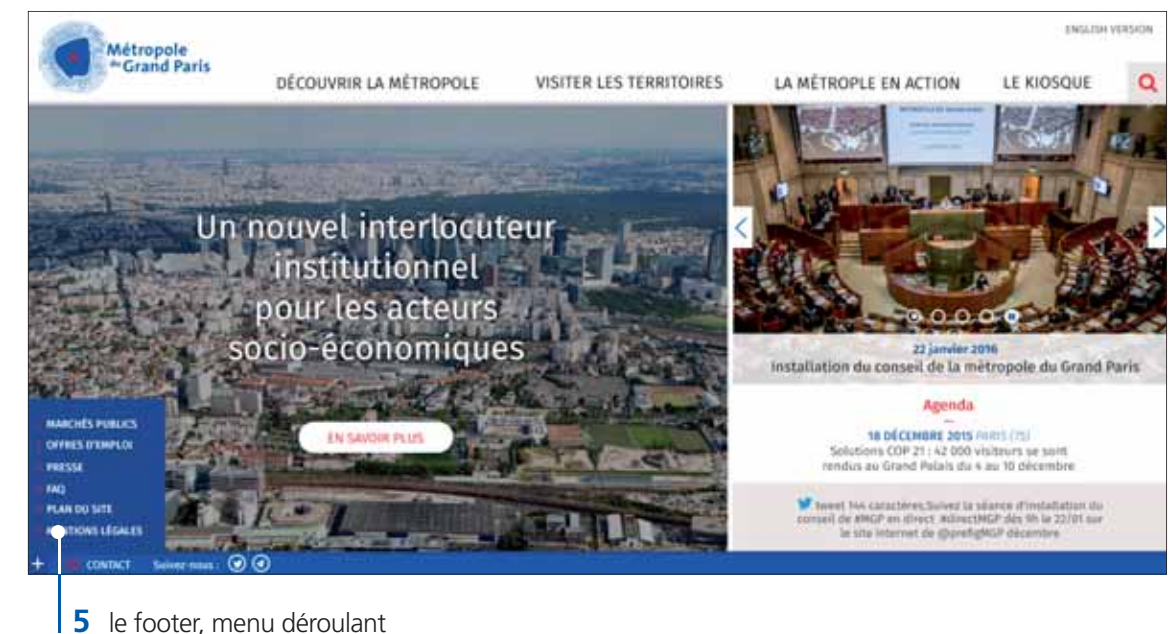 ENGLISH VERSION
Métropole
du Grand Paris
DÉCOUVRIR LA MÉTROPOLE
VISITER LES TERRITOIRES
LA MÉTROPLE EN ACTION
LE KIOSQUE
Un nouvel interlocuteur
institutionnel
pour les acteurs
socio-économiques
EN SAVOIR PLUS
22 janvier 2016
Installation du conseil de la métropole du Grand Paris
Agenda
18 DÉCEMBRE 2015 PARIS (75)
Solutions COP 21 : 42 000 visiteurs se sont
rendus au Grand Palais du 4 au 10 décembre
tweet 144 caractères,Suivez la séance d'installation du
conseil de #MGP en direct #directMGP dès 9h le 22/01 sur
le site internet de @prefigMGP décembre
MARCHÉS PUBLICS
OFFRES D'EMPLOI
PRESSE
FAQ
PLAN DU SITE
MENTIONS LÉGALES
+ CONTACT Suivez-nous :
5 le footer, menu déroulant